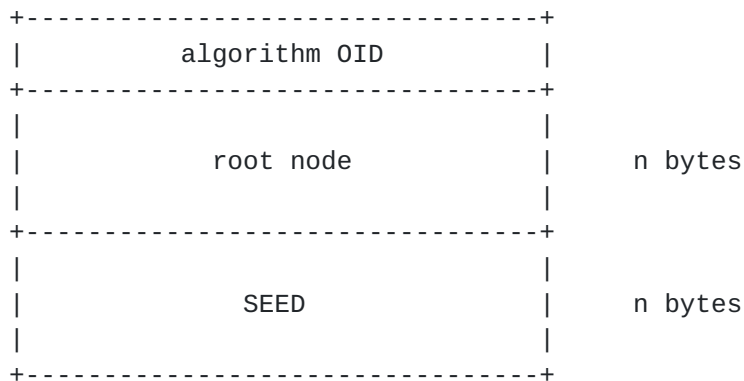 +---------------------------------+
|          algorithm OID          |
+---------------------------------+
|                                 |
|            root node            |     n bytes
|                                 |
+---------------------------------+
|                                 |
|              SEED               |     n bytes
|                                 |
+---------------------------------+